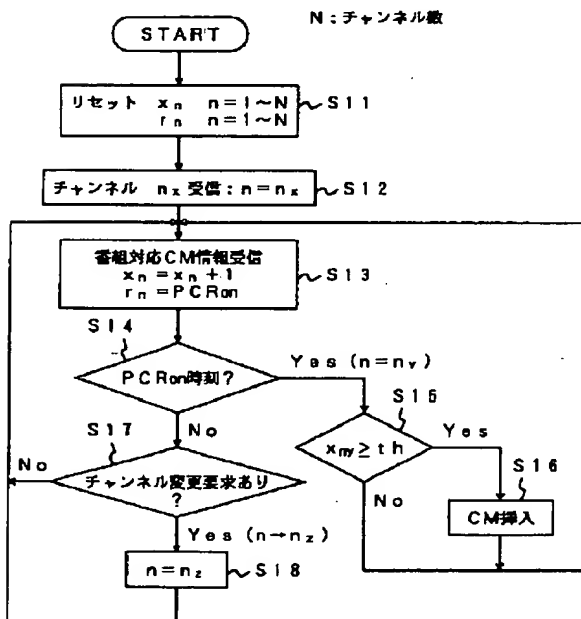 N:チャンネル数
START
リセット xn n=1~N
rn n=1~N
S11
チャンネル nx 受信:n=nx
S12
番組対応CM情報受信
xn=xn+1
rn=PCRon
S13
S14
PCRon時刻?
Yes (n=ny)
No
S15
xny≥th
Yes
No
S16
CM挿入
S17
チャンネル変更要求あり
?
No
Yes (n→nz)
n=nz
S18